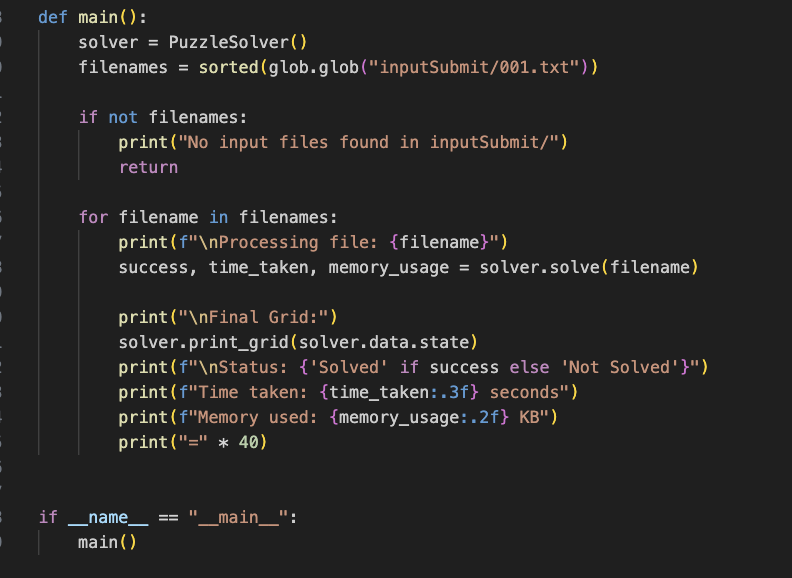 def main():
    solver = PuzzleSolver()
    filenames = sorted(glob.glob("inputSubmit/001.txt"))

    if not filenames:
        print("No input files found in inputSubmit/")
        return

    for filename in filenames:
        print(f"\nProcessing file: {filename}")
        success, time_taken, memory_usage = solver.solve(filename)

        print("\nFinal Grid:")
        solver.print_grid(solver.data.state)
        print(f"\nStatus: {'Solved' if success else 'Not Solved'}")
        print(f"Time taken: {time_taken:.3f} seconds")
        print(f"Memory used: {memory_usage:.2f} KB")
        print("=" * 40)


if __name__ == "__main__":
    main()